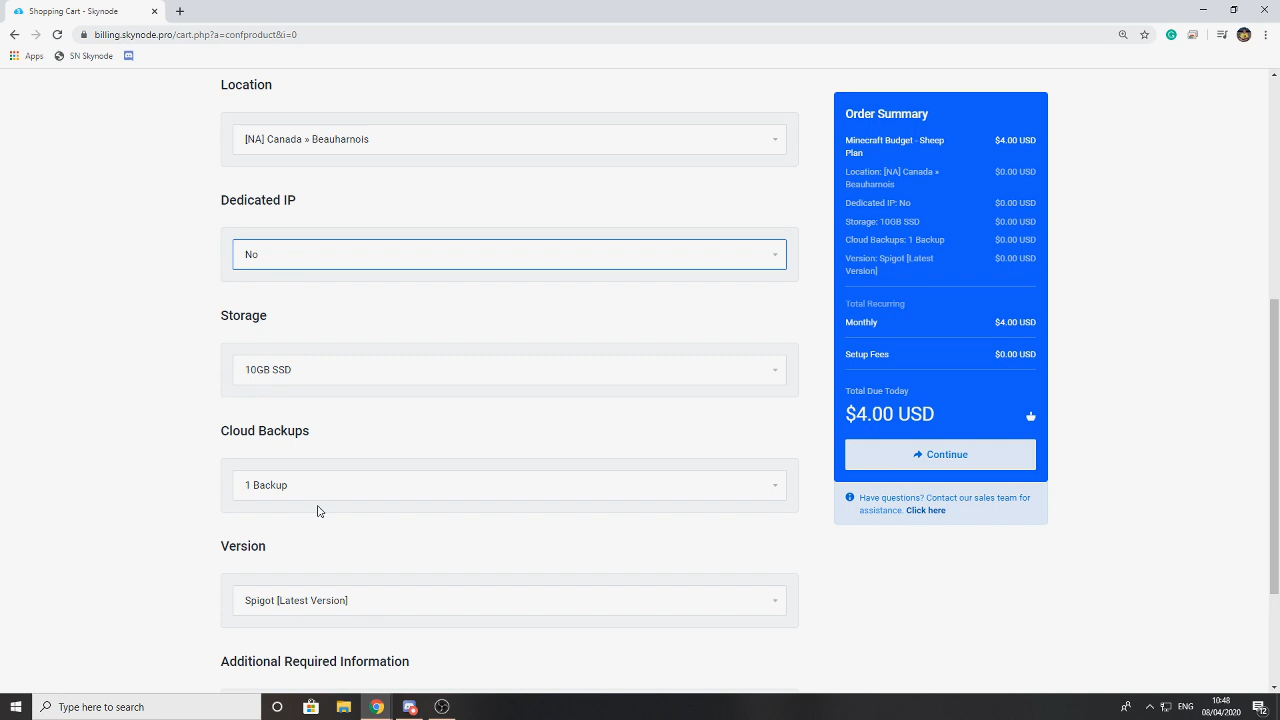 Shopping Cart - Skynode
billing.skynode.pro/cart.php?a=confproduct&i=0
Apps
SN Skynode
Location
[NA] Canada » Beauharnois
Dedicated IP
No
Storage
10GB SSD
Cloud Backups
1 Backup
Version
Spigot [Latest Version]
Additional Required Information
Order Summary
Minecraft Budget - Sheep $4.00 USD
Plan
Location: [NA] Canada » $0.00 USD
Beauharnois
Dedicated IP: No $0.00 USD
Storage: 10GB SSD $0.00 USD
Cloud Backups: 1 Backup $0.00 USD
Version: Spigot [Latest $0.00 USD
Version]
Total Recurring
Monthly $4.00 USD
Setup Fees $0.00 USD
Total Due Today
$4.00 USD
Continue
Have questions? Contact our sales team for
assistance. Click here
Type here to search
ENG
10:48
08/04/2020
12